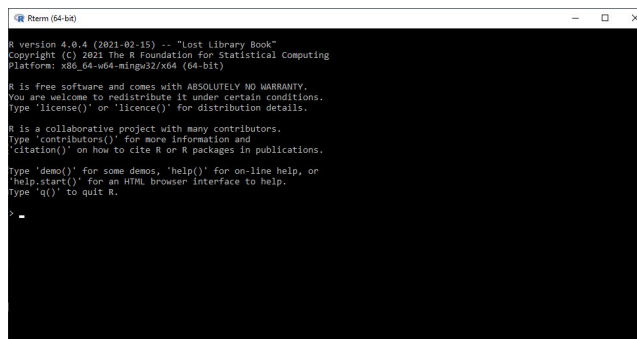 Rterm (64-bit)
R version 4.0.4 (2021-02-15) -- "Lost Library Book"
Copyright (C) 2021 The R Foundation for Statistical Computing
Platform: x86_64-w64-mingw32/x64 (64-bit)
R is free software and comes with ABSOLUTELY NO WARRANTY.
You are welcome to redistribute it under certain conditions.
Type 'license()' or 'licence()' for distribution details.
R is a collaborative project with many contributors.
Type 'contributors()' for more information and
'citation()' on how to cite R or R packages in publications.
Type 'demo()' for some demos, 'help()' for on-line help, or
'help.start()' for an HTML browser interface to help.
Type 'q()' to quit R.
>